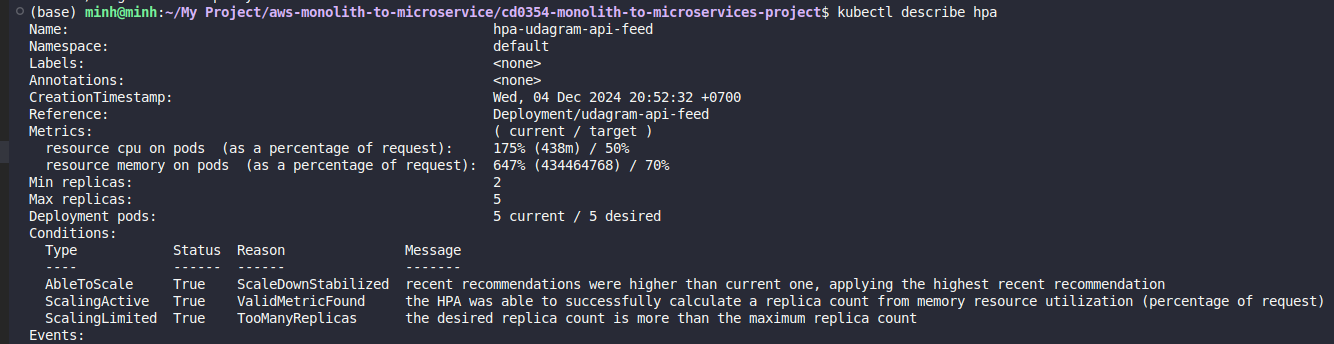 (base) minh@minh:~/My Project/aws-monolith-to-microservice/cd0354-monolith-to-microservices-project$ kubectl describe hpa
Name: hpa-udagram-api-feed
Namespace: default
Labels: <none>
Annotations: <none>
CreationTimestamp: Wed, 04 Dec 2024 20:52:32 +0700
Reference: Deployment/udagram-api-feed
Metrics: ( current / target )
resource cpu on pods (as a percentage of request): 175% (438m) / 50%
resource memory on pods (as a percentage of request): 647% (434464768) / 70%
Min replicas: 2
Max replicas: 5
Deployment pods: 5 current / 5 desired
Conditions:
Type Status Reason Message
---- ------ ------ -------
AbleToScale True ScaleDownStabilized recent recommendations were higher than current one, applying the highest recent recommendation
ScalingActive True ValidMetricFound the HPA was able to successfully calculate a replica count from memory resource utilization (percentage of request)
ScalingLimited True TooManyReplicas the desired replica count is more than the maximum replica count
Events: